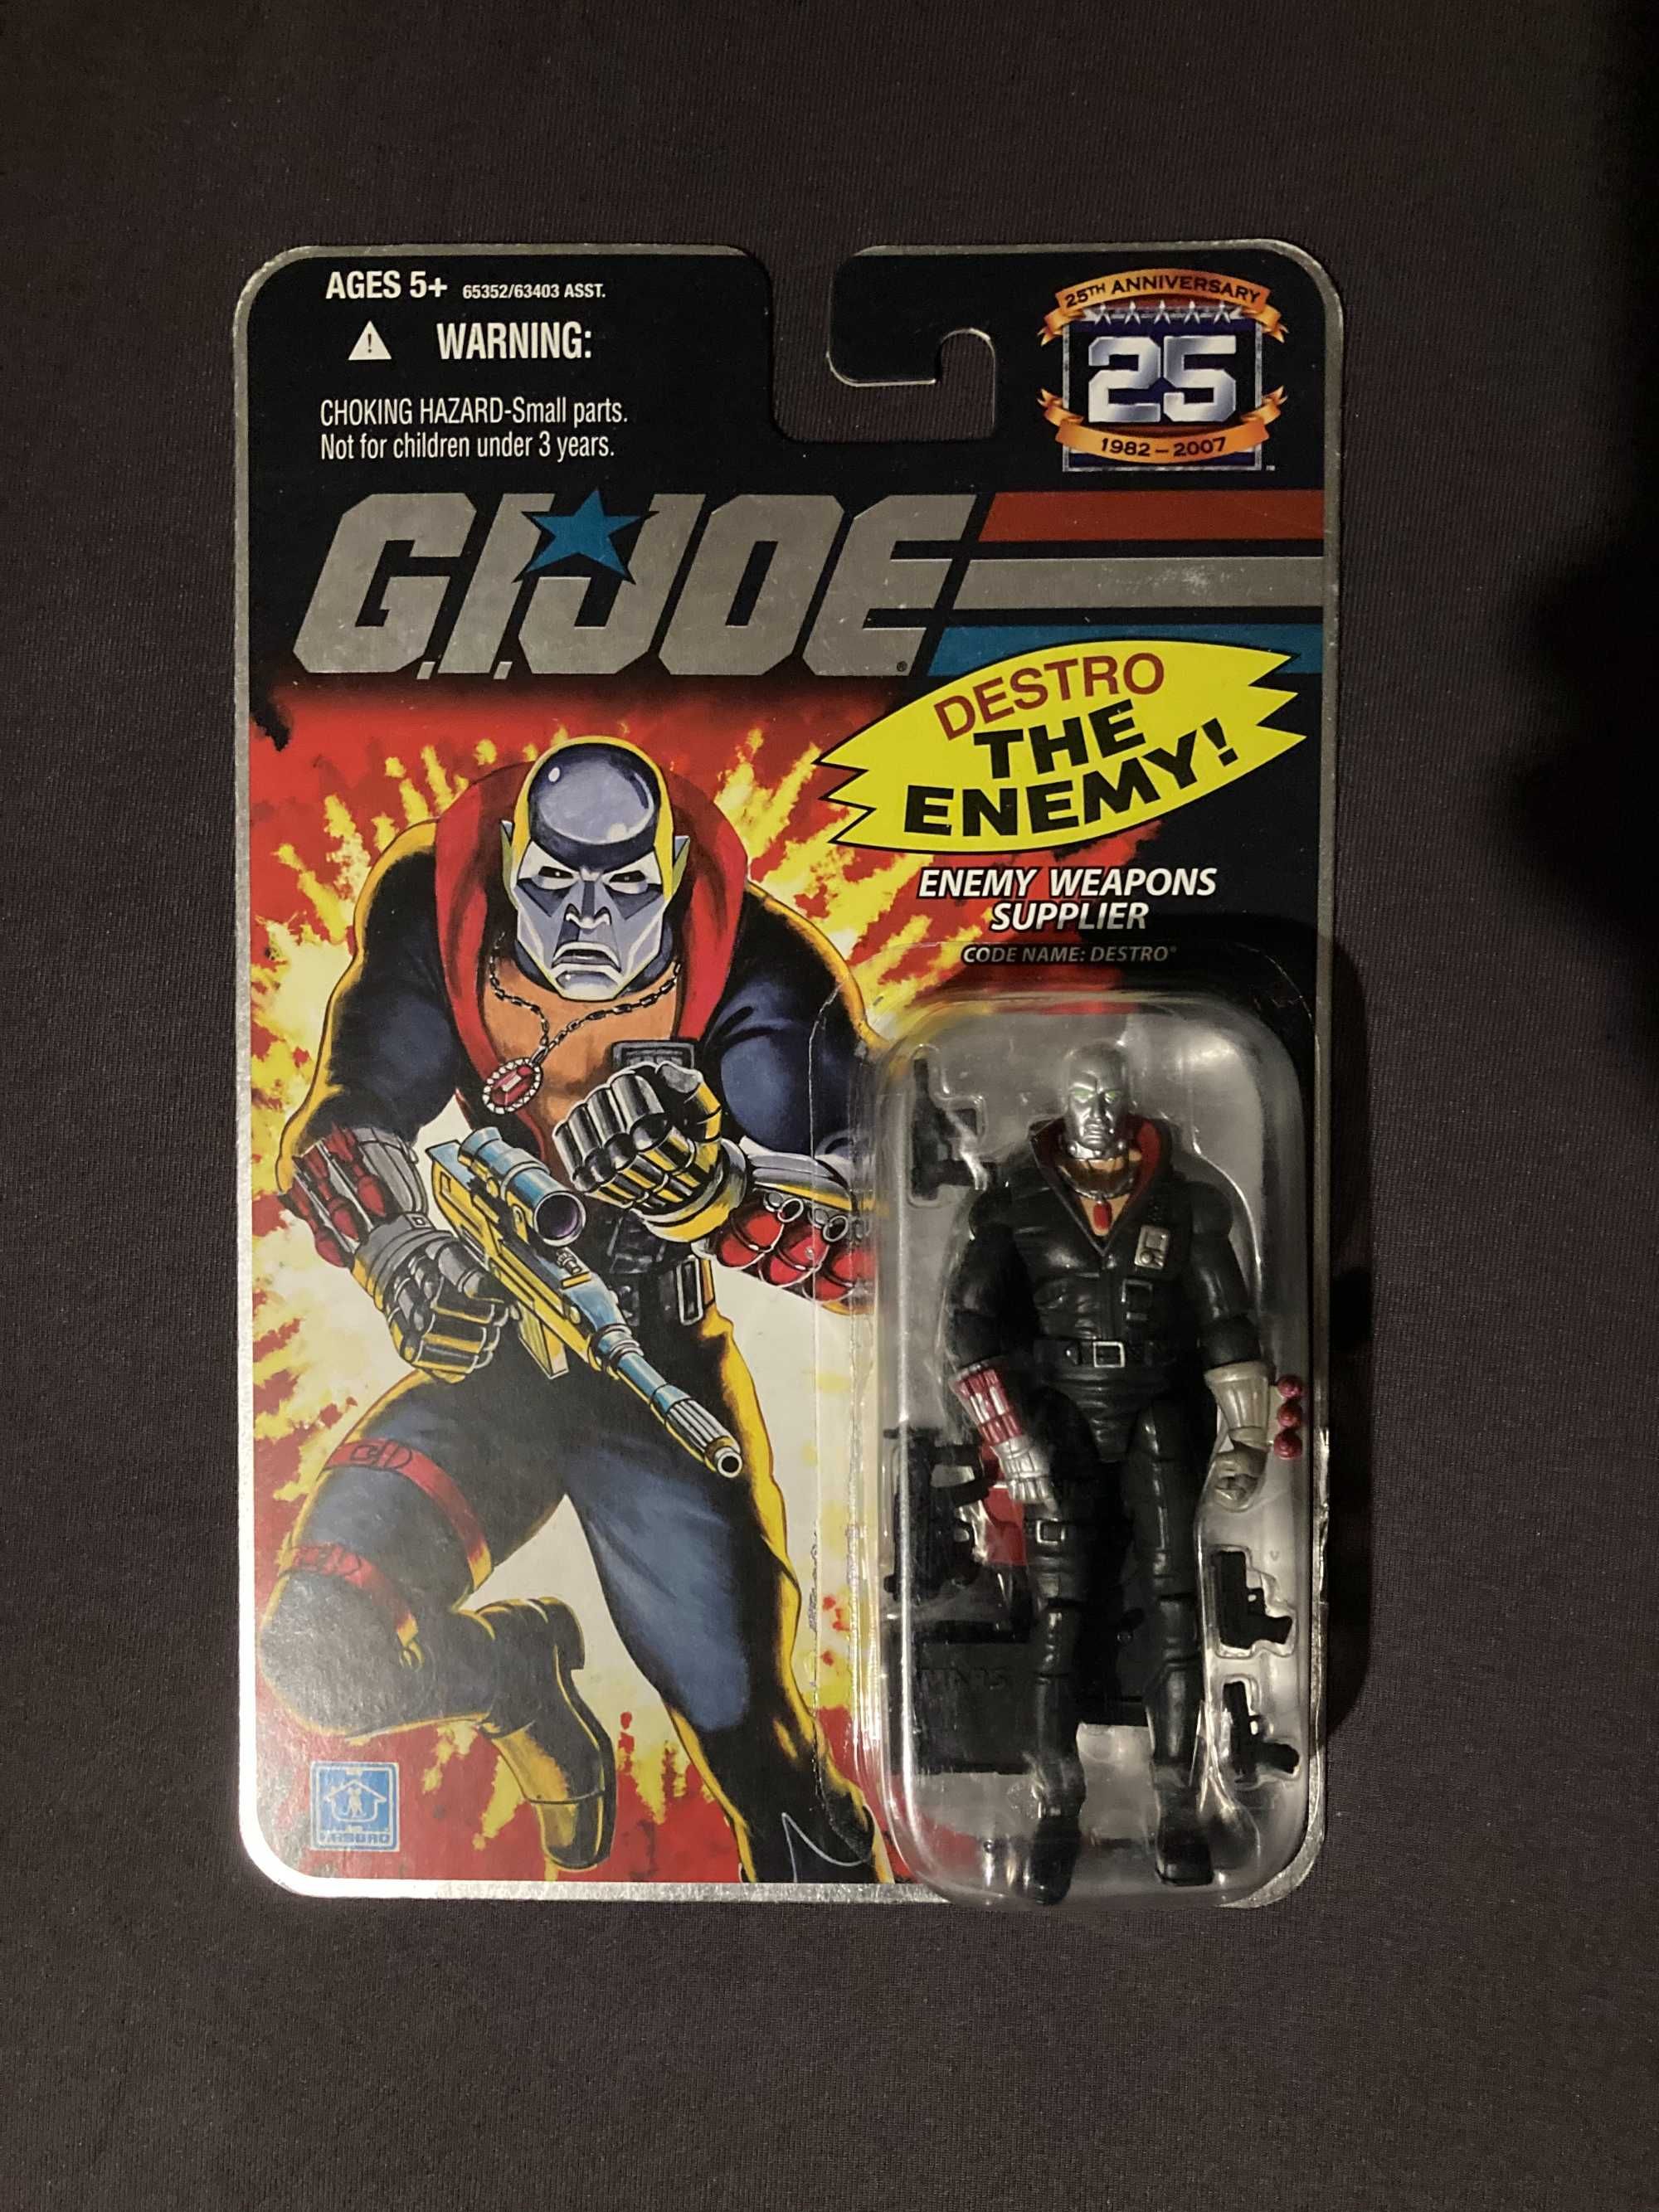 AGES 5+ 65352/63403 ASST.
WARNING:
CHOKING HAZARD-Small parts.
Not for children under 3 years.
25TH ANNIVERSARY
25
1982-2007
™
G.I.JOE®
DESTRO
THE
ENEMY!
ENEMY WEAPONS
SUPPLIER
CODE NAME: DESTRO®
HASBRO